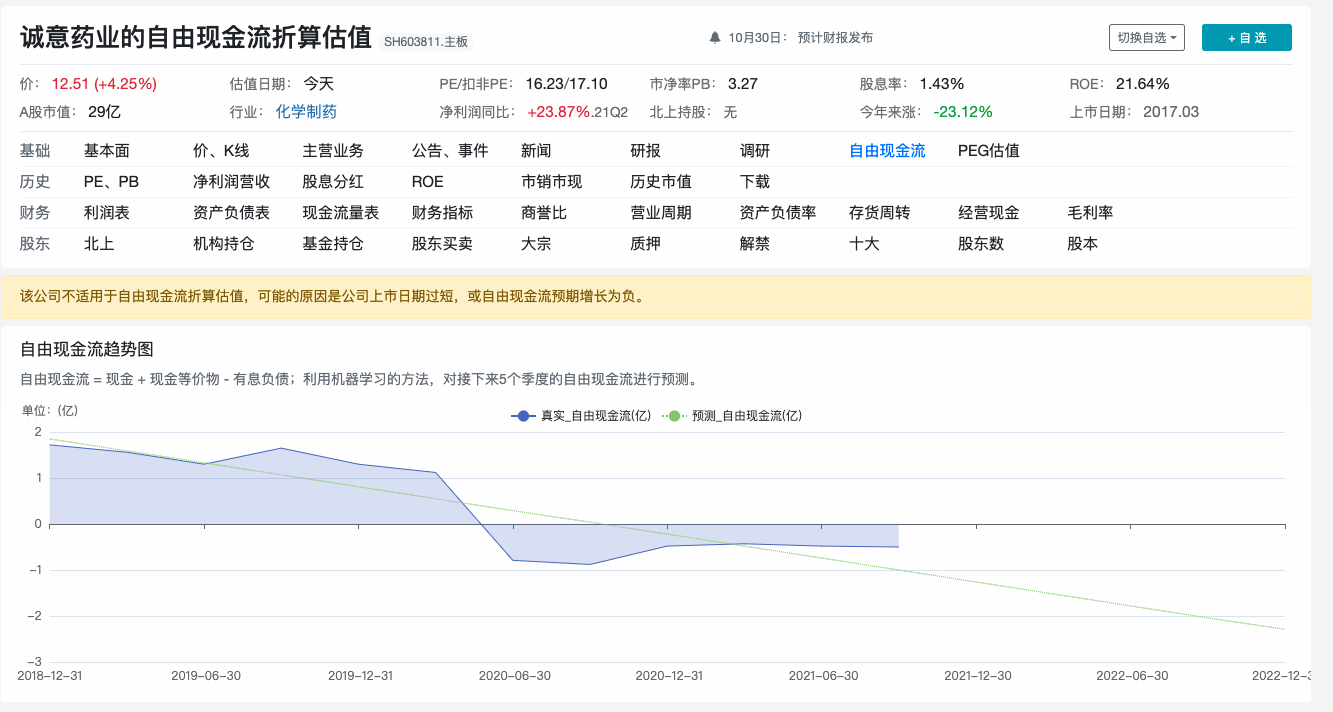 诚意药业的自由现金流折算估值 SH603811.主板 10月30日: 预计财报发布 切换自选 + 自 选
价: 12.51 (+4.25%) 估值日期: 今天 PE/扣非PE: 16.23/17.10 市净率PB: 3.27 股息率: 1.43% ROE: 21.64%
A股市值: 29亿 行业: 化学制药 净利润同比: +23.87%.21Q2 北上持股: 无 今年来涨: -23.12% 上市日期: 2017.03
基础 基本面 价、K线 主营业务 公告、事件 新闻 研报 调研 自由现金流 PEG估值
历史 PE、PB 净利润营收 股息分红 ROE 市销市现 历史市值 下载
财务 利润表 资产负债表 现金流量表 财务指标 商誉比 营业周期 资产负债率 存货周转 经营现金 毛利率
股东 北上 机构持仓 基金持仓 股东买卖 大宗 质押 解禁 十大 股东数 股本
该公司不适用于自由现金流折算估值，可能的原因是公司上市日期过短，或自由现金流预期增长为负。
自由现金流趋势图
自由现金流 = 现金 + 现金等价物 - 有息负债；利用机器学习的方法，对接下来5个季度的自由现金流进行预测。
单位：(亿) 真实_自由现金流(亿) 预测_自由现金流(亿)
2
1
0
−1
−2
−3
2018−12−31 2019−06−30 2019−12−31 2020−06−30 2020−12−31 2021−06−30 2021−12−30 2022−06−30 2022−12−3